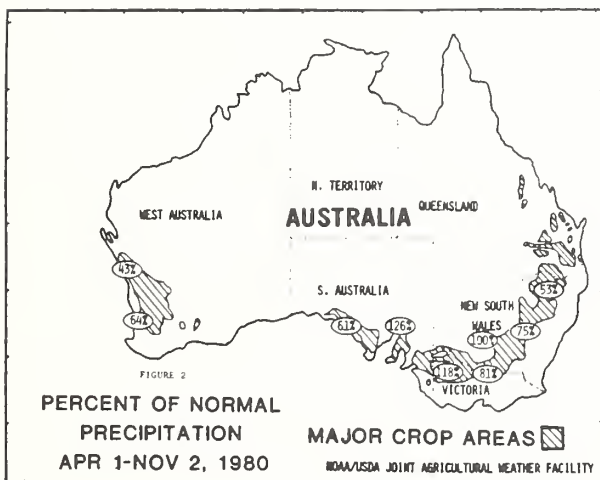 N. TERRITORY
WEST AUSTRALIA
QUEENSLAND
AUSTRALIA
43%
S. AUSTRALIA
53%
NEW SOUTH
WALES
64%
61%
126%
75%
100%
118%
81%
VICTORIA
FIGURE 2
PERCENT OF NORMAL
PRECIPITATION
APR 1-NOV 2, 1980
MAJOR CROP AREAS
NOAA/USDA JOINT AGRICULTURAL WEATHER FACILITY